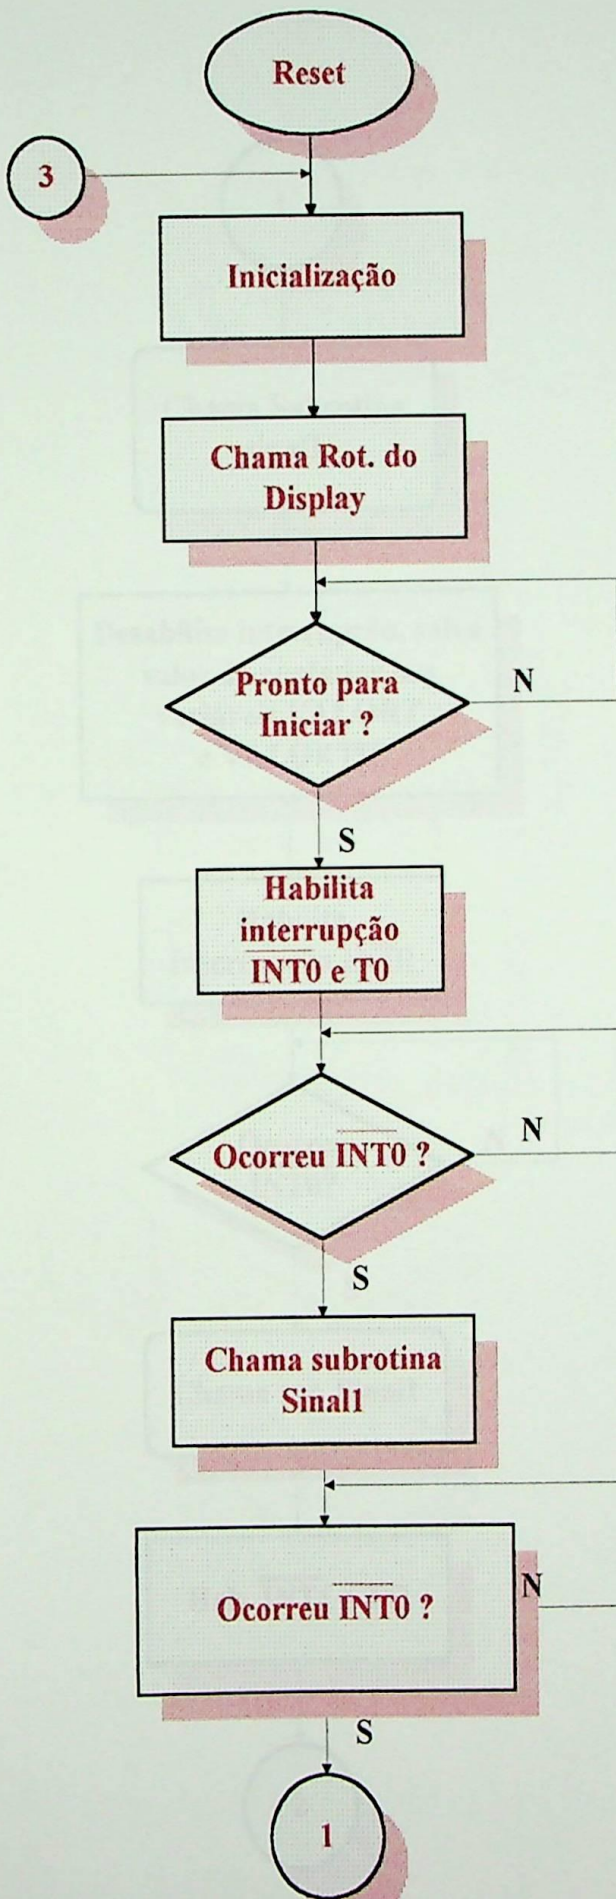 Reset
3
Inicialização
Chama Rot. do
Display
Pronto para
Iniciar ?
N
S
Habilita
interrupção
INT0 e T0
Ocorreu INT0 ?
N
S
Chama subrotina
Sinal1
Ocorreu INT0 ?
N
S
1